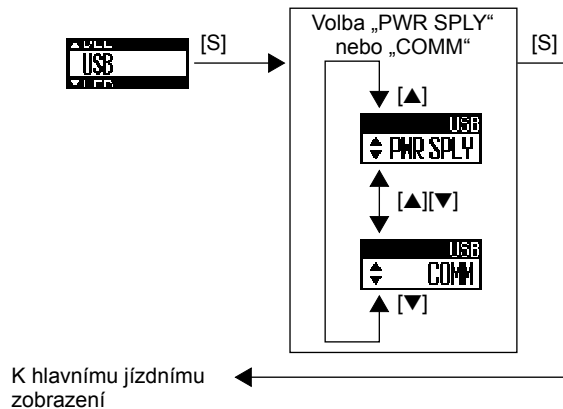 Volba „PWR SPLY“
nebo „COMM“
[S]
[S]
USB
[▲]
USB
PWR SPLY
[▲][▼]
USB
COMM
[▼]
K hlavnímu jízdnímu
zobrazení